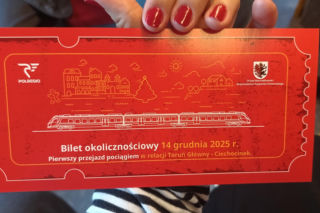 POLREGIO
Bilet okolicznościowy 14 grudnia 2025 r.
Pierwszy przejazd pociągiem w relacji Toruń Główny - Ciechocinek.